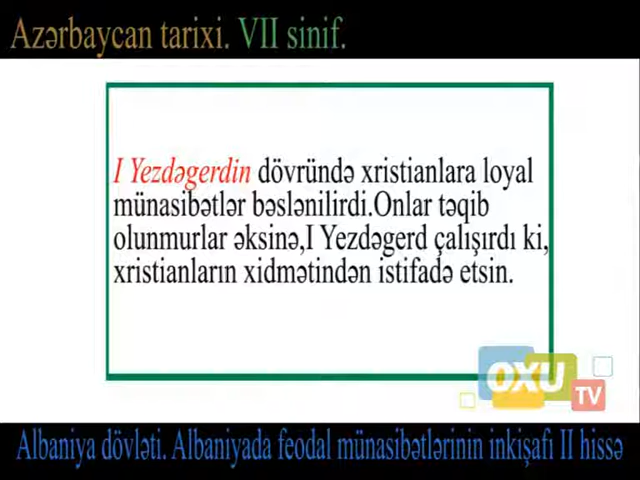 Azərbaycan tarixi. VII sinif.
I Yezdəgerdin dövründə xristianlara loyal
münasibətlər bəslənilirdi.Onlar təqib
olunmurlar əksinə,I Yezdəgerd çalışırdı ki,
xristianların xidmətindən istifadə etsin.
OXU
TV
Albaniya dövləti. Albaniyada feodal münasibətlərinin inkişafı II hissə